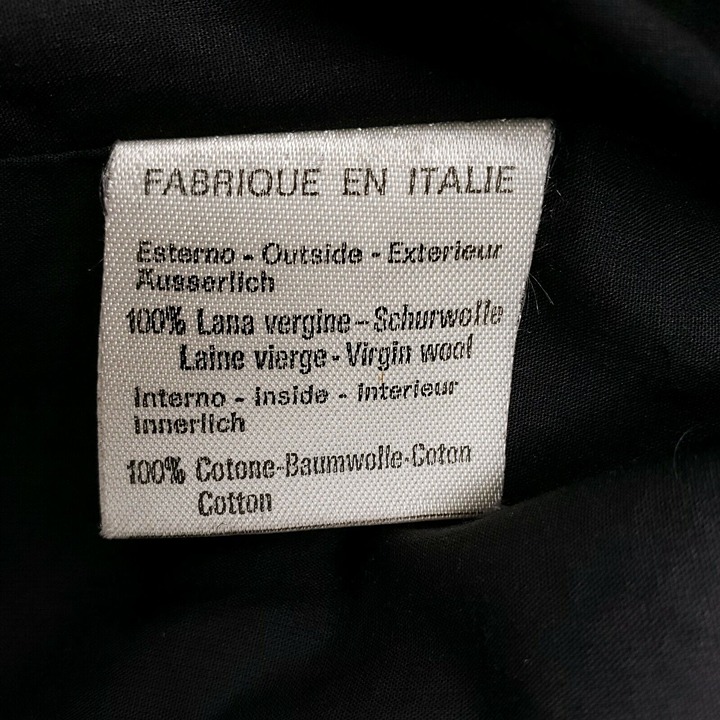 FABRIQUE EN ITALIE
Esterno - Outside - Exterieur
Äusserlich
100% Lana vergine - Schurwolle
Laine vierge - Virgin wool
Interno - Inside - Interieur
Innerlich
100% Cotone-Baumwolle-Coton
Cotton